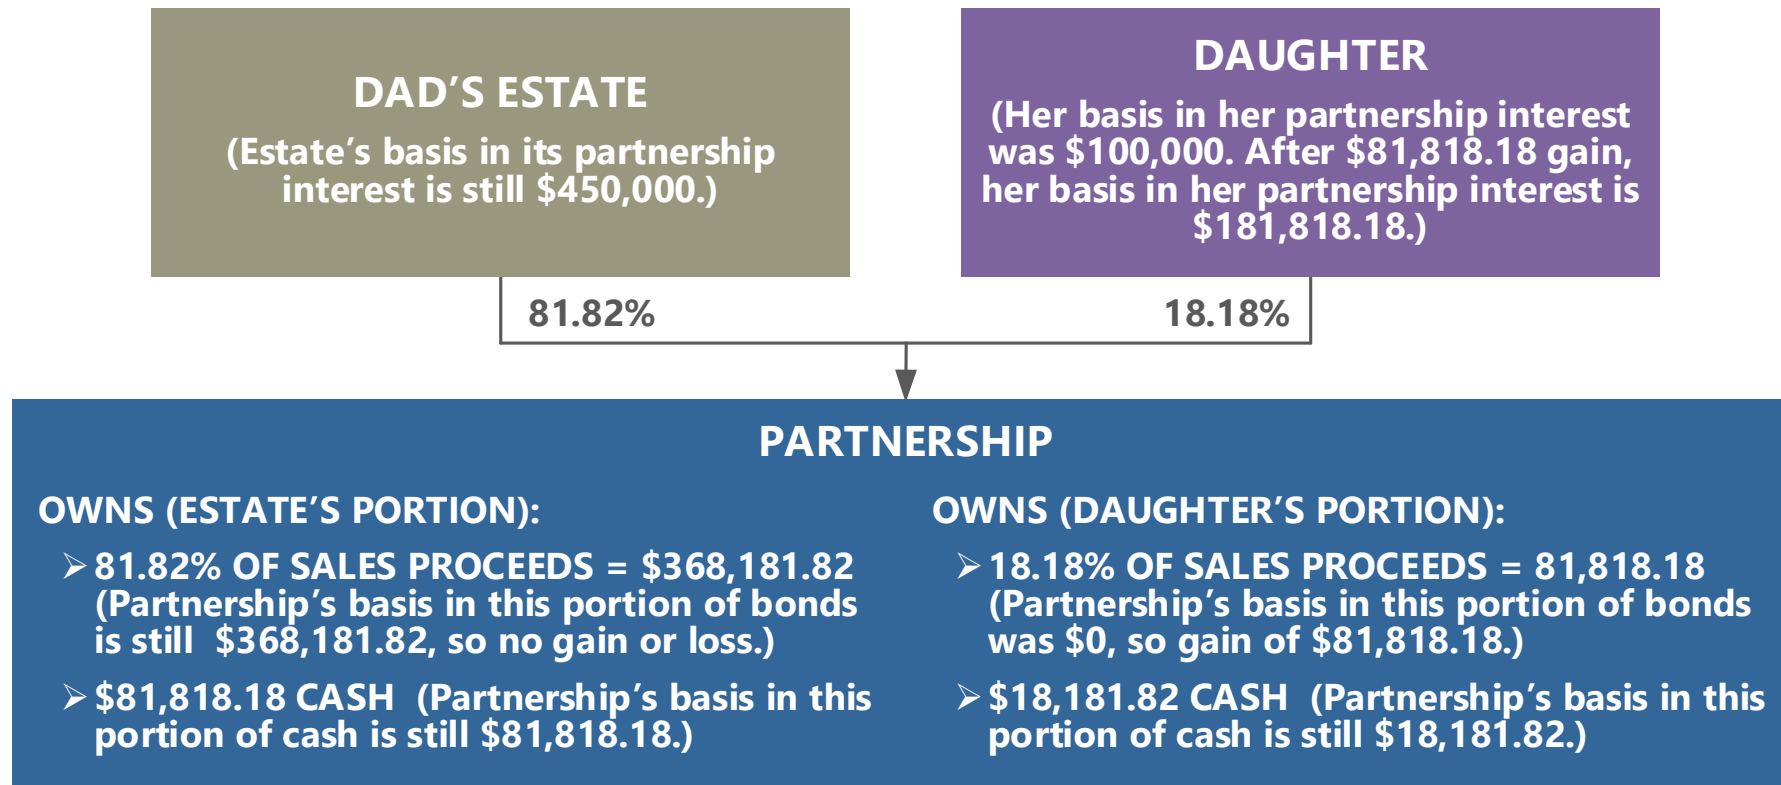 DAD’S ESTATE
(Estate’s basis in its partnership
interest is still $450,000.)
DAUGHTER
(Her basis in her partnership interest
was $100,000. After $81,818.18 gain,
her basis in her partnership interest is
$181,818.18.)
81.82%
18.18%
PARTNERSHIP
OWNS (ESTATE’S PORTION):
➢ 81.82% OF SALES PROCEEDS = $368,181.82
(Partnership’s basis in this portion of bonds
is still $368,181.82, so no gain or loss.)
➢ $81,818.18 CASH (Partnership’s basis in this
portion of cash is still $81,818.18.)
OWNS (DAUGHTER’S PORTION):
➢ 18.18% OF SALES PROCEEDS = 81,818.18
(Partnership’s basis in this portion of bonds
was $0, so gain of $81,818.18.)
➢ $18,181.82 CASH (Partnership’s basis in this
portion of cash is still $18,181.82.)